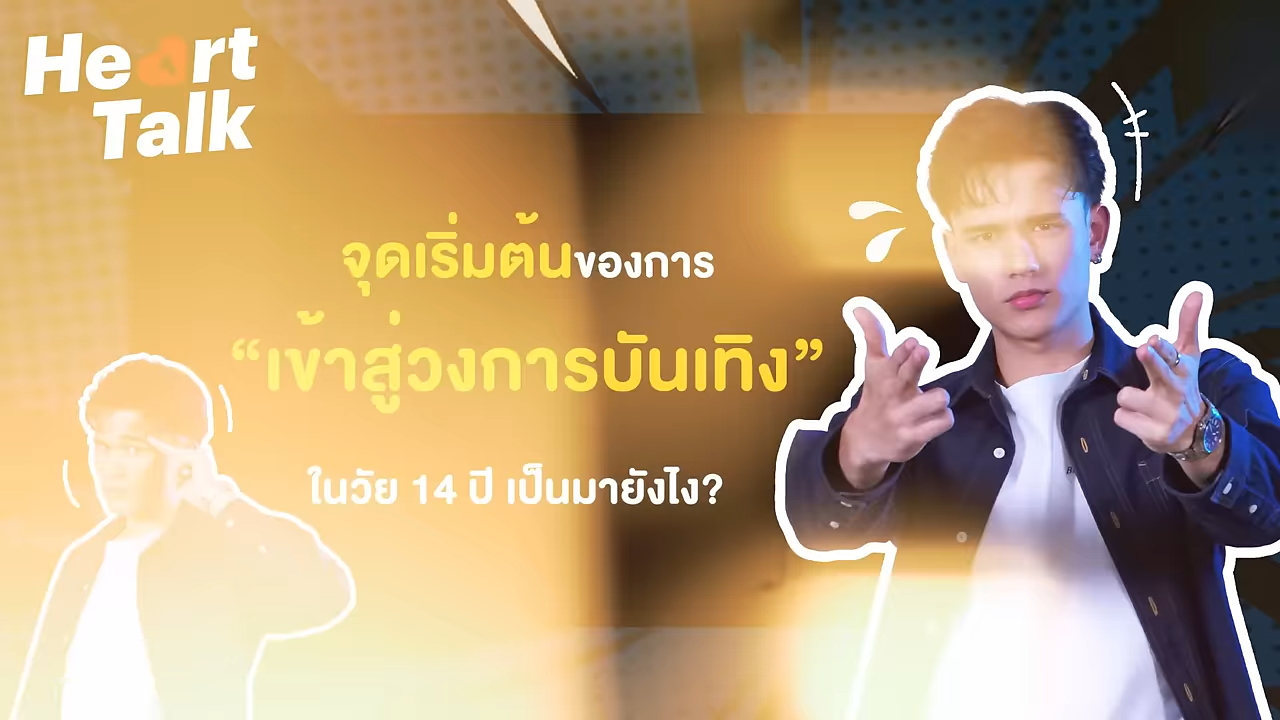 Heart
Talk
จุดเริ่มต้นของการ
“เข้าสู่วงการบันเทิง”
ในวัย 14 ปี เป็นมายังไง?